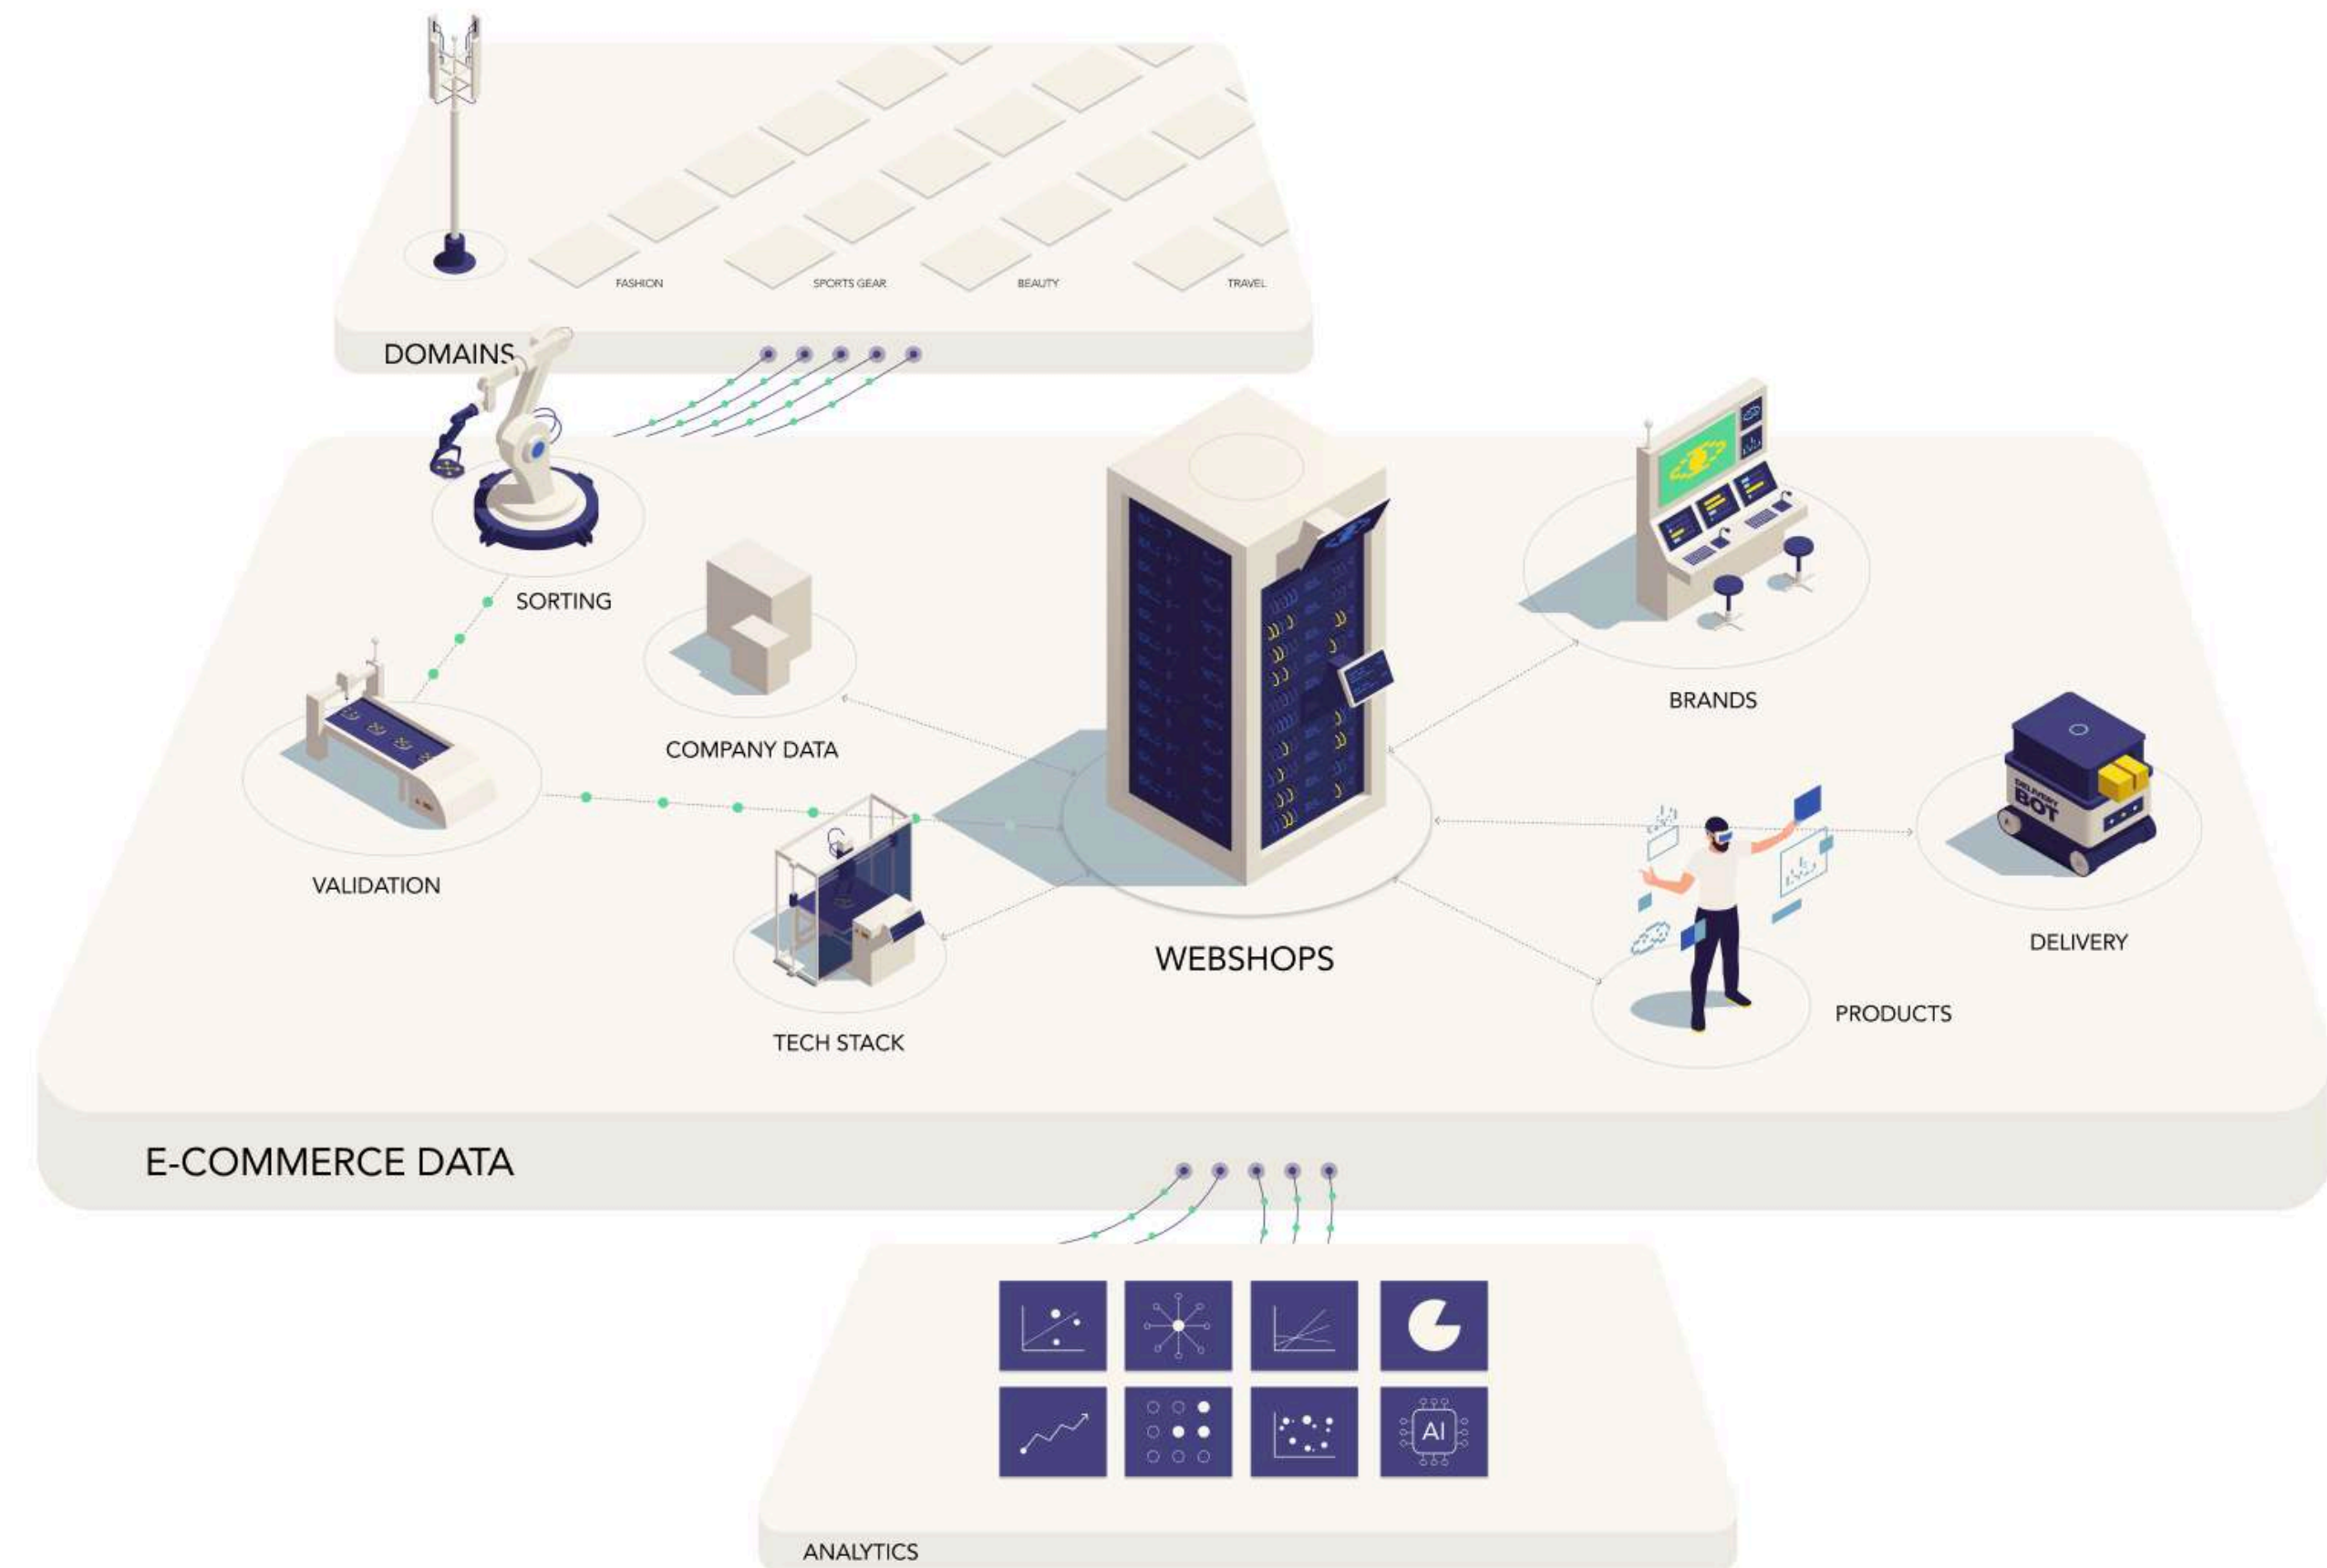 FASHION
SPORTS GEAR
BEAUTY
TRAVEL
DOMAINS
SORTING
COMPANY DATA
BRANDS
VALIDATION
DELIVERY
BOT
WEBSHOPS
DELIVERY
PRODUCTS
TECH STACK
E-COMMERCE DATA
AI
ANALYTICS